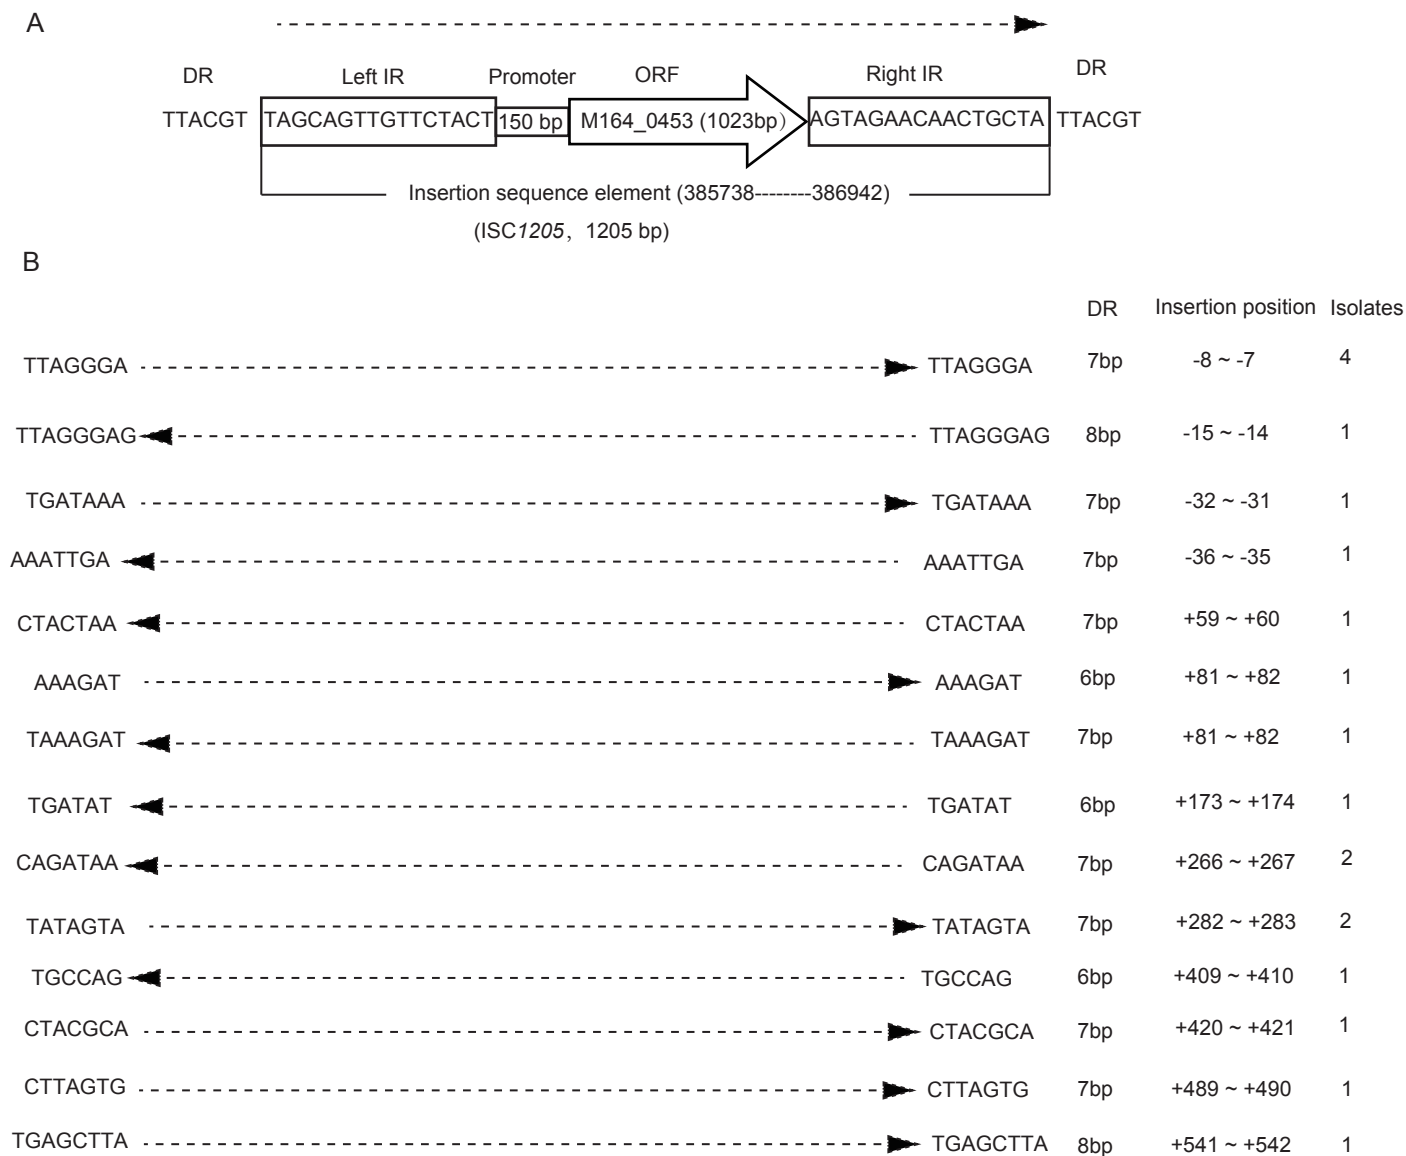 A
DR Left IR Promoter ORF Right IR DR
TTACGT TAGCAGTTGTTCTACT 150 bp M164_0453 (1023bp) AGTAGAACAACTGCTA TTACGT
Insertion sequence element (385738--------386942)
(ISC1205, 1205 bp)
B
DR Insertion position Isolates
TTAGGGA TTAGGGA 7bp -8 ~ -7 4
TTAGGGAG TTAGGGAG 8bp -15 ~ -14 1
TGATAAA TGATAAA 7bp -32 ~ -31 1
AAATTGA AAATTGA 7bp -36 ~ -35 1
CTACTAA CTACTAA 7bp +59 ~ +60 1
AAAGAT AAAGAT 6bp +81 ~ +82 1
TAAAGAT TAAAGAT 7bp +81 ~ +82 1
TGATAT TGATAT 6bp +173 ~ +174 1
CAGATAA CAGATAA 7bp +266 ~ +267 2
TATAGTA TATAGTA 7bp +282 ~ +283 2
TGCCAG TGCCAG 6bp +409 ~ +410 1
CTACGCA CTACGCA 7bp +420 ~ +421 1
CTTAGTG CTTAGTG 7bp +489 ~ +490 1
TGAGCTTA TGAGCTTA 8bp +541 ~ +542 1